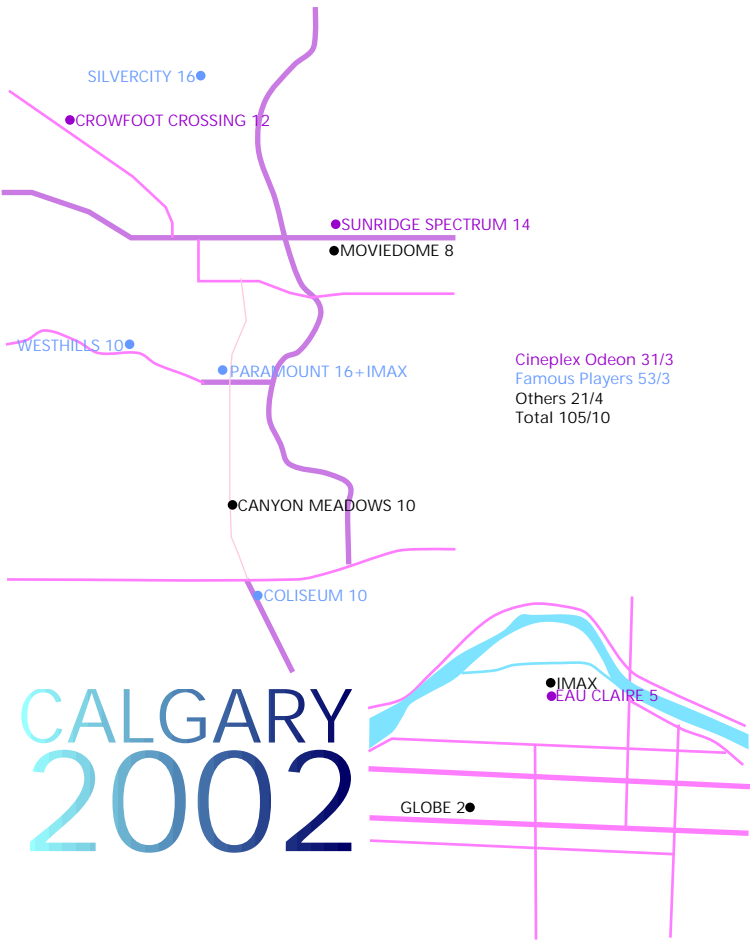 SILVERCITY 16
CROWFOOT CROSSING 12
SUNRIDGE SPECTRUM 14
MOVIEDOME 8
WESTHILLS 10
PARAMOUNT 16+IMAX
Cineplex Odeon 31/3
Famous Players 53/3
Others 21/4
Total 105/10
CANYON MEADOWS 10
COLISEUM 10
IMAX
EAU CLAIRE 5
CALGARY
2002
GLOBE 2